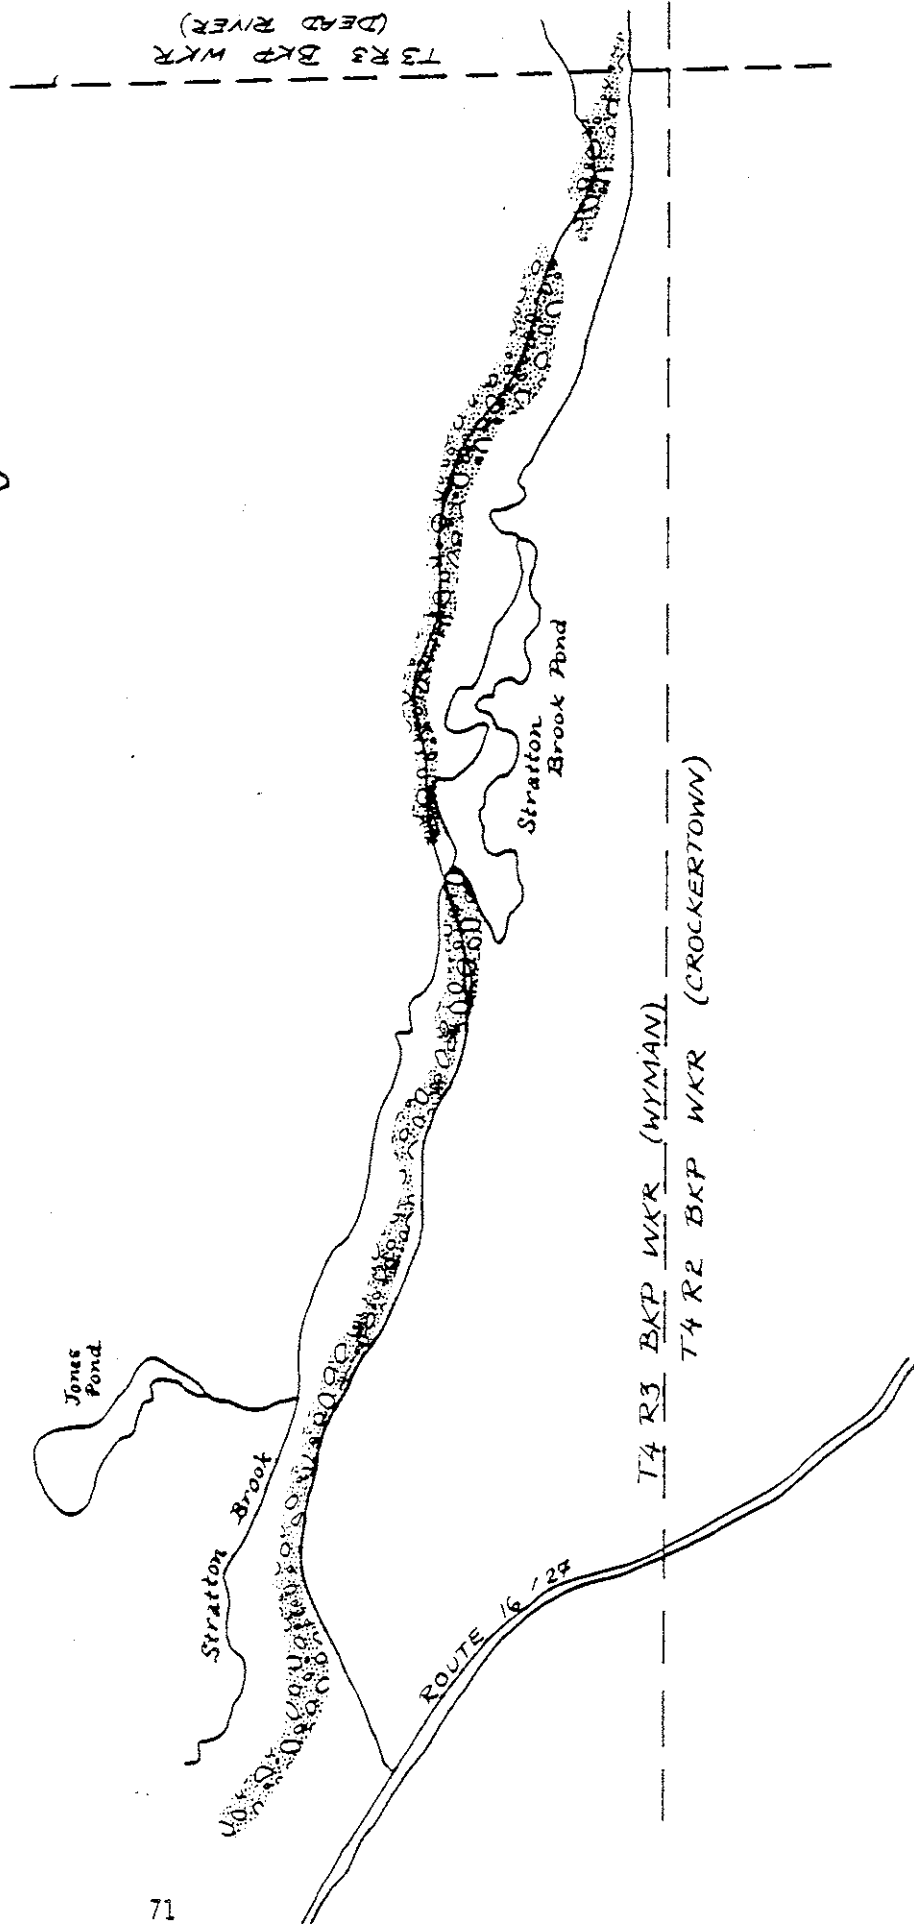 T3 R3 BKP WKR
(DEAD RIVER)
Stratton
Brook Pond
T4 R3 BKP WKR (WYMAN)
T4 R2 BKP WKR (CROCKERTOWN)
Jones
Pond
Stratton Brook
ROUTE 16 / 27
71